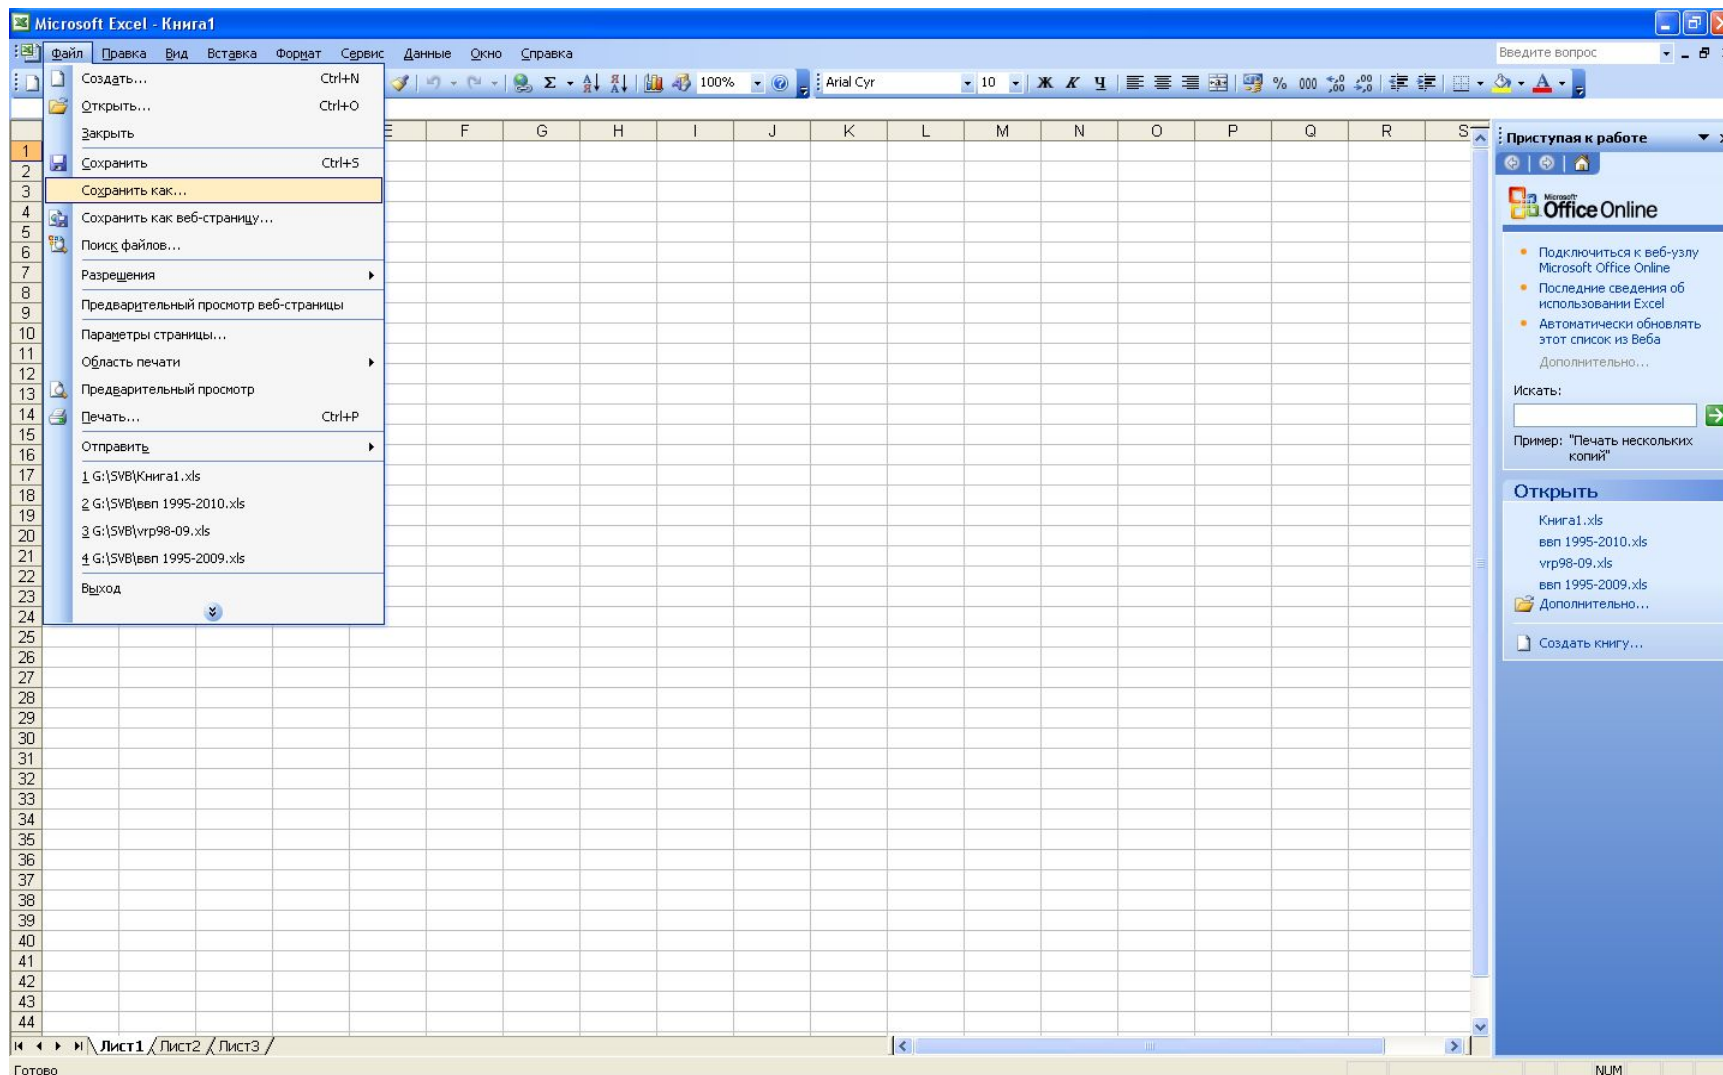 Microsoft Excel - Книга1
Файл Правка Вид Вставка Формат Сервис Данные Окно Справка
Введите вопрос
100% Arial Cyr 10 Ж К Ч % 000
Создать... Ctrl+N
Открыть... Ctrl+O
Закрыть
Сохранить Ctrl+S
Сохранить как...
Сохранить как веб-страницу...
Поиск файлов...
Разрешения
Предварительный просмотр веб-страницы
Параметры страницы...
Область печати
Предварительный просмотр
Печать... Ctrl+P
Отправить
1 G:\SVB\Книга1.xls
2 G:\SVB\ввп 1995-2010.xls
3 G:\SVB\vrp98-09.xls
4 G:\SVB\ввп 1995-2009.xls
Выход
E F G H I J K L M N O P Q R S
1
2
3
4
5
6
7
8
9
10
11
12
13
14
15
16
17
18
19
20
21
22
23
24
25
26
27
28
29
30
31
32
33
34
35
36
37
38
39
40
41
42
43
44
Приступая к работе
Microsoft
Office Online
Подключиться к веб-узлу
Microsoft Office Online
Последние сведения об
использовании Excel
Автоматически обновлять
этот список из Веба
Дополнительно...
Искать:
Пример: "Печать нескольких
копий"
Открыть
Книга1.xls
ввп 1995-2010.xls
vrp98-09.xls
ввп 1995-2009.xls
Дополнительно...
Создать книгу...
Лист1 Лист2 Лист3
Готово NUM